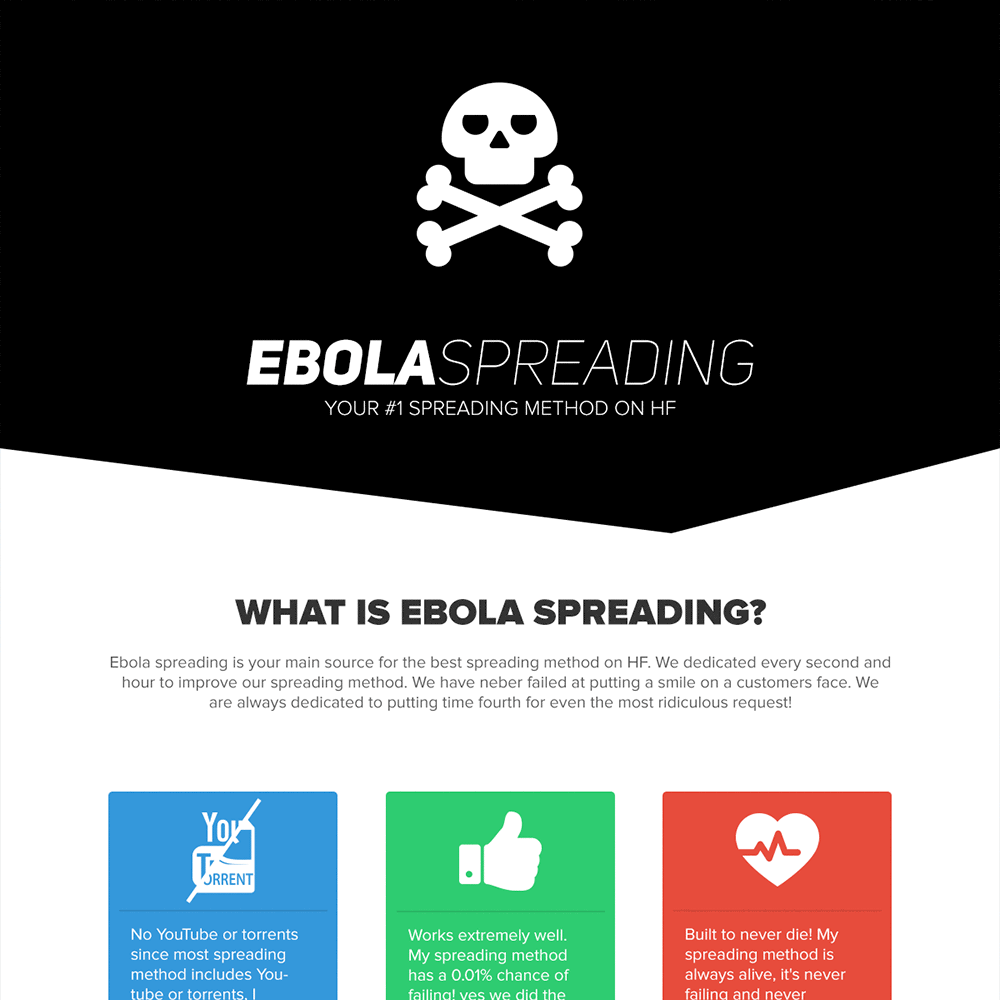 EBOLASPREADING
YOUR #1 SPREADING METHOD ON HF
WHAT IS EBOLA SPREADING?
Ebola spreading is your main source for the best spreading method on HF. We dedicated every second and
hour to improve our spreading method. We have neber failed at putting a smile on a customers face. We
are always dedicated to putting time fourth for even the most ridiculous request!
You
TORRENT
No YouTube or torrents
since most spreading
method includes You-
tube or torrents. I
Works extremely well.
My spreading method
has a 0.01% chance of
failing! yes we did the
Built to never die! My
spreading method is
always alive, it's never
failing and never